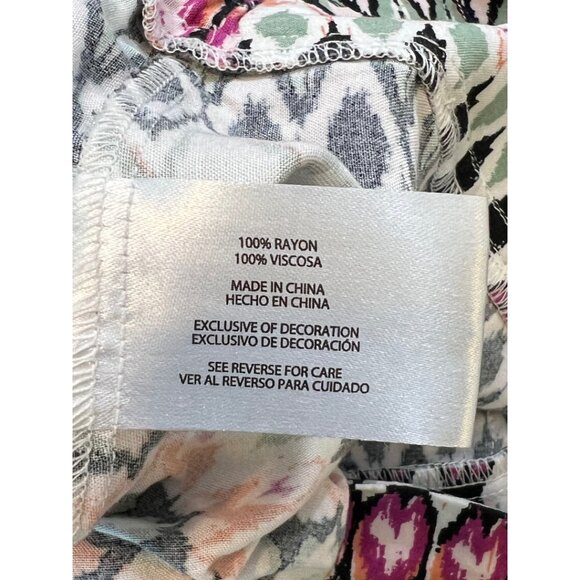 100% RAYON
100% VISCOSA
MADE IN CHINA
HECHO EN CHINA
EXCLUSIVE OF DECORATION
EXCLUSIVO DE DECORACIÓN
SEE REVERSE FOR CARE
VER AL REVERSO PARA CUIDADO